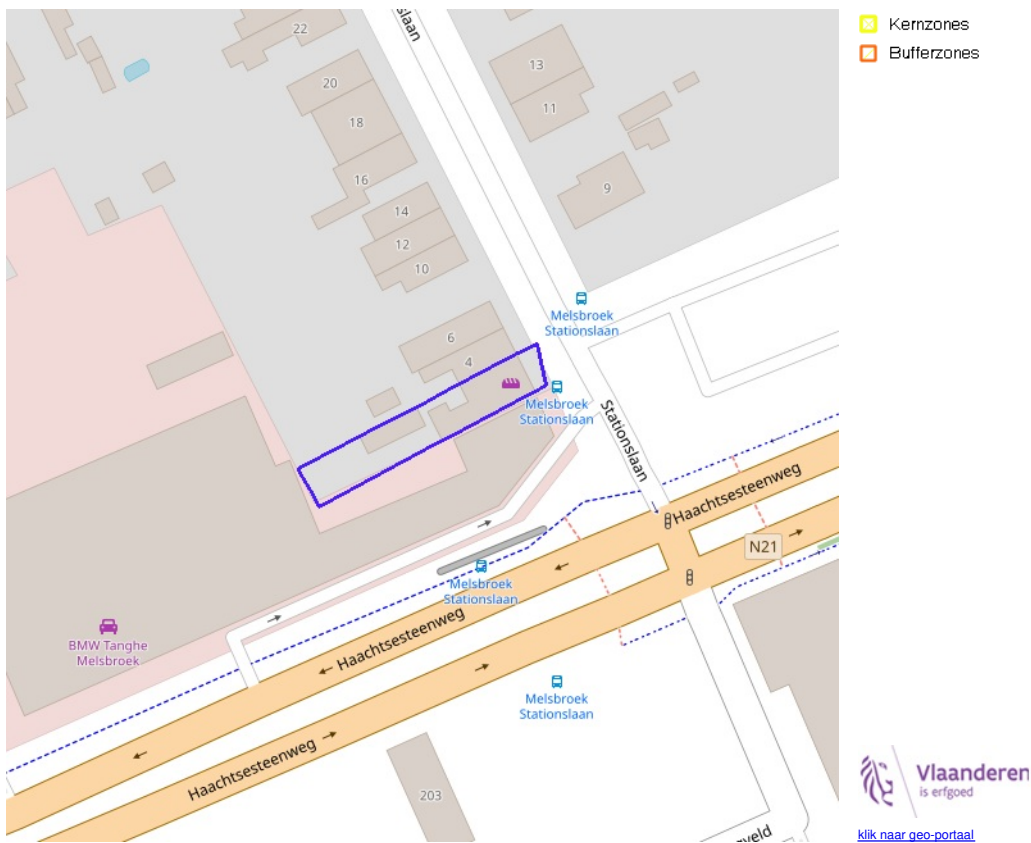 slaan
22
20
18
16
14
12
10
6
4
13
11
9
Melsbroek
Stationslaan
Melsbroek
Stationslaan
Stationslaan
Haachtsesteenweg
N21
Melsbroek
Stationslaan
Haachtsesteenweg
BMW Tanghe
Melsbroek
Melsbroek
Stationslaan
Haachtsesteenweg
203
gveld
Kernzones
Bufferzones
Vlaanderen
is erfgoed
klik naar geo-portaal